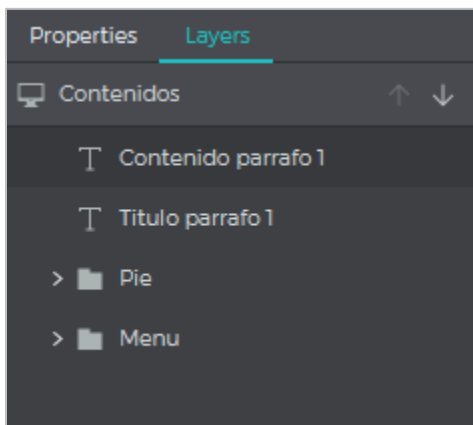 Properties Layers
Contenidos
Contenido parrafo 1
Titulo parrafo 1
Pie
Menu